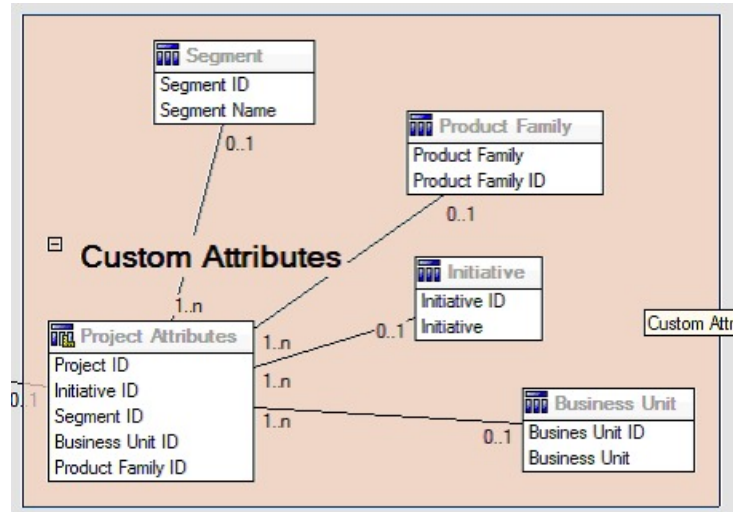 Segment
Segment ID
Segment Name
0..1
Product Family
Product Family
Product Family ID
0..1
Custom Attributes
Initiative
Initiative ID
Initiative
0..1
Custom Attr
1..n
Project Attributes
Project ID
Initiative ID
Segment ID
Business Unit ID
Product Family ID
1..n
1..n
1..n
0..1
Business Unit
Busines Unit ID
Business Unit
0..1